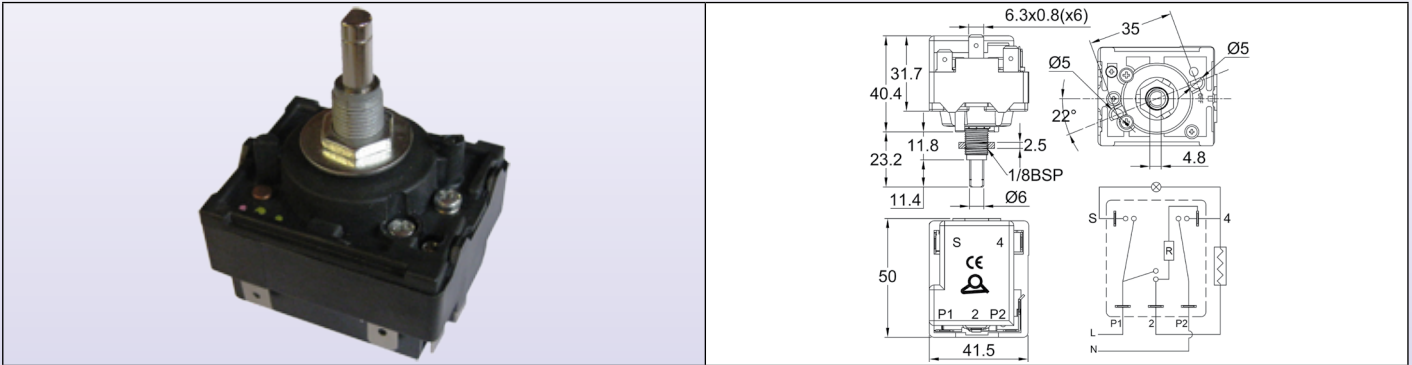 6.3x0.8(x6)
35
Ø5
Ø5
31.7
40.4
22°
11.8
2.5
23.2
1/8BSP
4.8
11.4
Ø6
S 4
CE
50
P1 2 P2
41.5
S 4
R
P1 2 P2
L
N